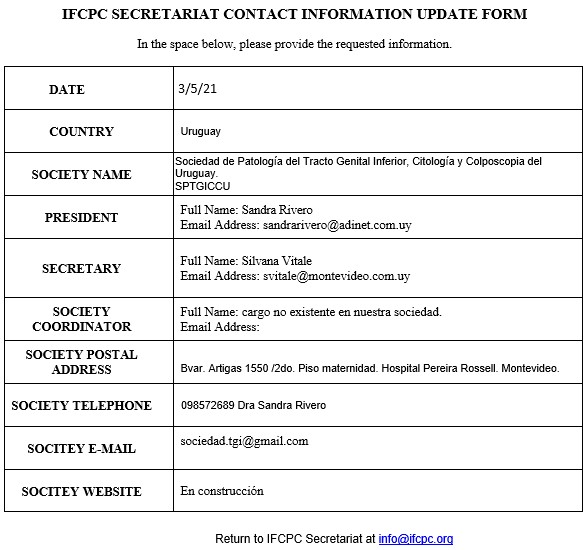 IFCPC SECRETARIAT CONTACT INFORMATION UPDATE FORM
In the space below, please provide the requested information.
DATE
3/5/21
COUNTRY
Uruguay
SOCIETY NAME
Sociedad de Patología del Tracto Genital Inferior, Citología y Colposcopia del
Uruguay.
SPTGICCU
PRESIDENT
Full Name: Sandra Rivero
Email Address: sandrarivero@adinet.com.uy
SECRETARY
Full Name: Silvana Vitale
Email Address: svitale@montevideo.com.uy
SOCIETY
COORDINATOR
Full Name: cargo no existente en nuestra sociedad.
Email Address:
SOCIETY POSTAL
ADDRESS
Bvar. Artigas 1550 /2do. Piso maternidad. Hospital Pereira Rossell. Montevideo.
SOCIETY TELEPHONE
098572689 Dra Sandra Rivero
SOCITEY E-MAIL
sociedad.tgi@gmail.com
SOCITEY WEBSITE
En construcción
Return to IFCPC Secretariat at info@ifcpc.org